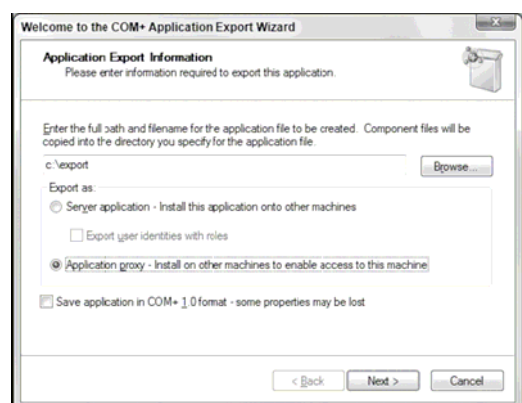 Welcome to the COM+ Application Export Wizard
Application Export Information
Please enter information required to export this application.
Enter the full path and filename for the application file to be created. Component files will be
copied into the directory you specify for the application file.
c:\export
Browse...
Export as:
Server application - Install this application onto other machines
Export user identities with roles
Application proxy - Install on other machines to enable access to this machine
Save application in COM+ 1.0 format - some properties may be lost
< Back
Next >
Cancel